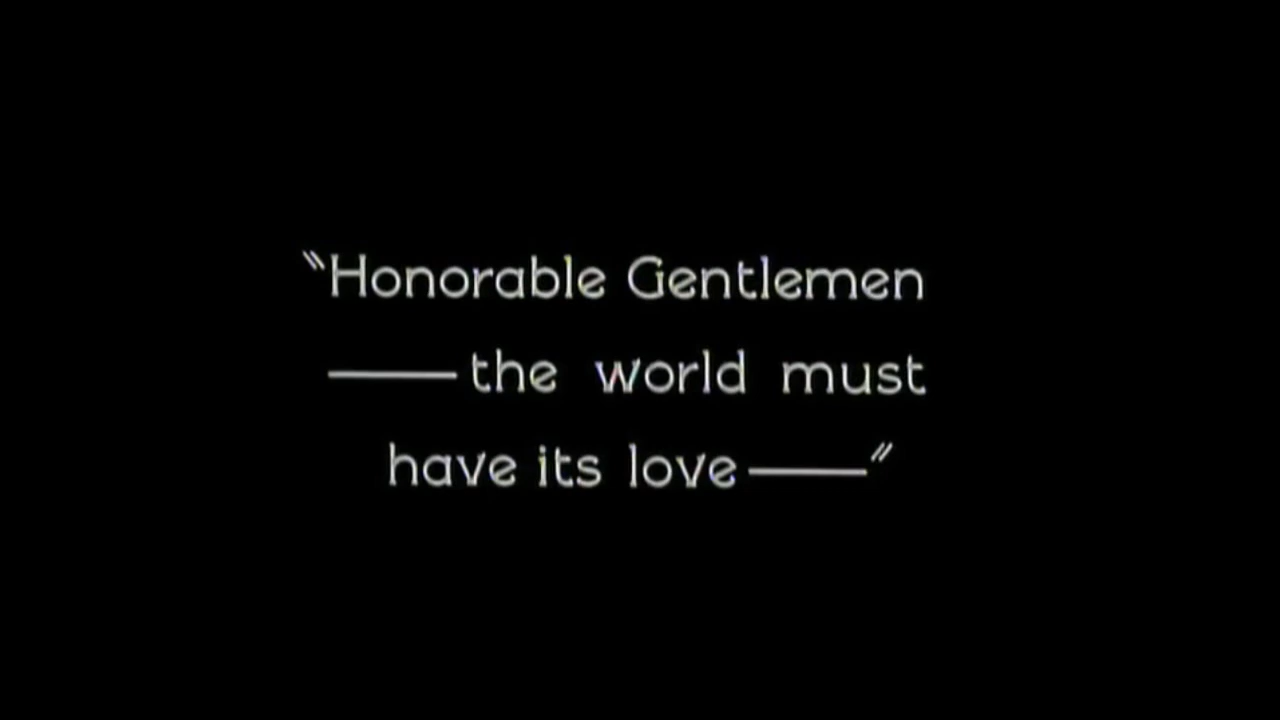 "Honorable Gentlemen
——the world must
have its love——"